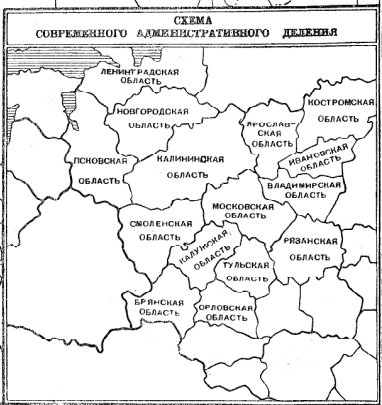 СХЕМА
СОВРЕМЕННОГО АДМИНИСТРАТИВНОГО ДЕЛЕНИЯ
ЛЕНИНГРАДСКАЯ
ОБЛАСТЬ
НОВГОРОДСКАЯ
ОБЛАСТЬ
КОСТРОМСКАЯ
ОБЛАСТЬ
ЯРОСЛАВ-
СКАЯ
ОБЛАСТЬ
ИВАНОВСКАЯ
ОБЛАСТЬ
ПСКОВСКАЯ
ОБЛАСТЬ
КАЛИНИНСКАЯ
ОБЛАСТЬ
ВЛАДИМИРСКАЯ
ОБЛАСТЬ
МОСКОВСКАЯ
ОБЛАСТЬ
СМОЛЕНСКАЯ
ОБЛАСТЬ
КАЛУЖСКАЯ
ОБЛАСТЬ
РЯЗАНСКАЯ
ОБЛАСТЬ
ТУЛЬСКАЯ
ОБЛАСТЬ
БРЯНСКАЯ
ОБЛАСТЬ
ОРЛОВСКАЯ
ОБЛАСТЬ